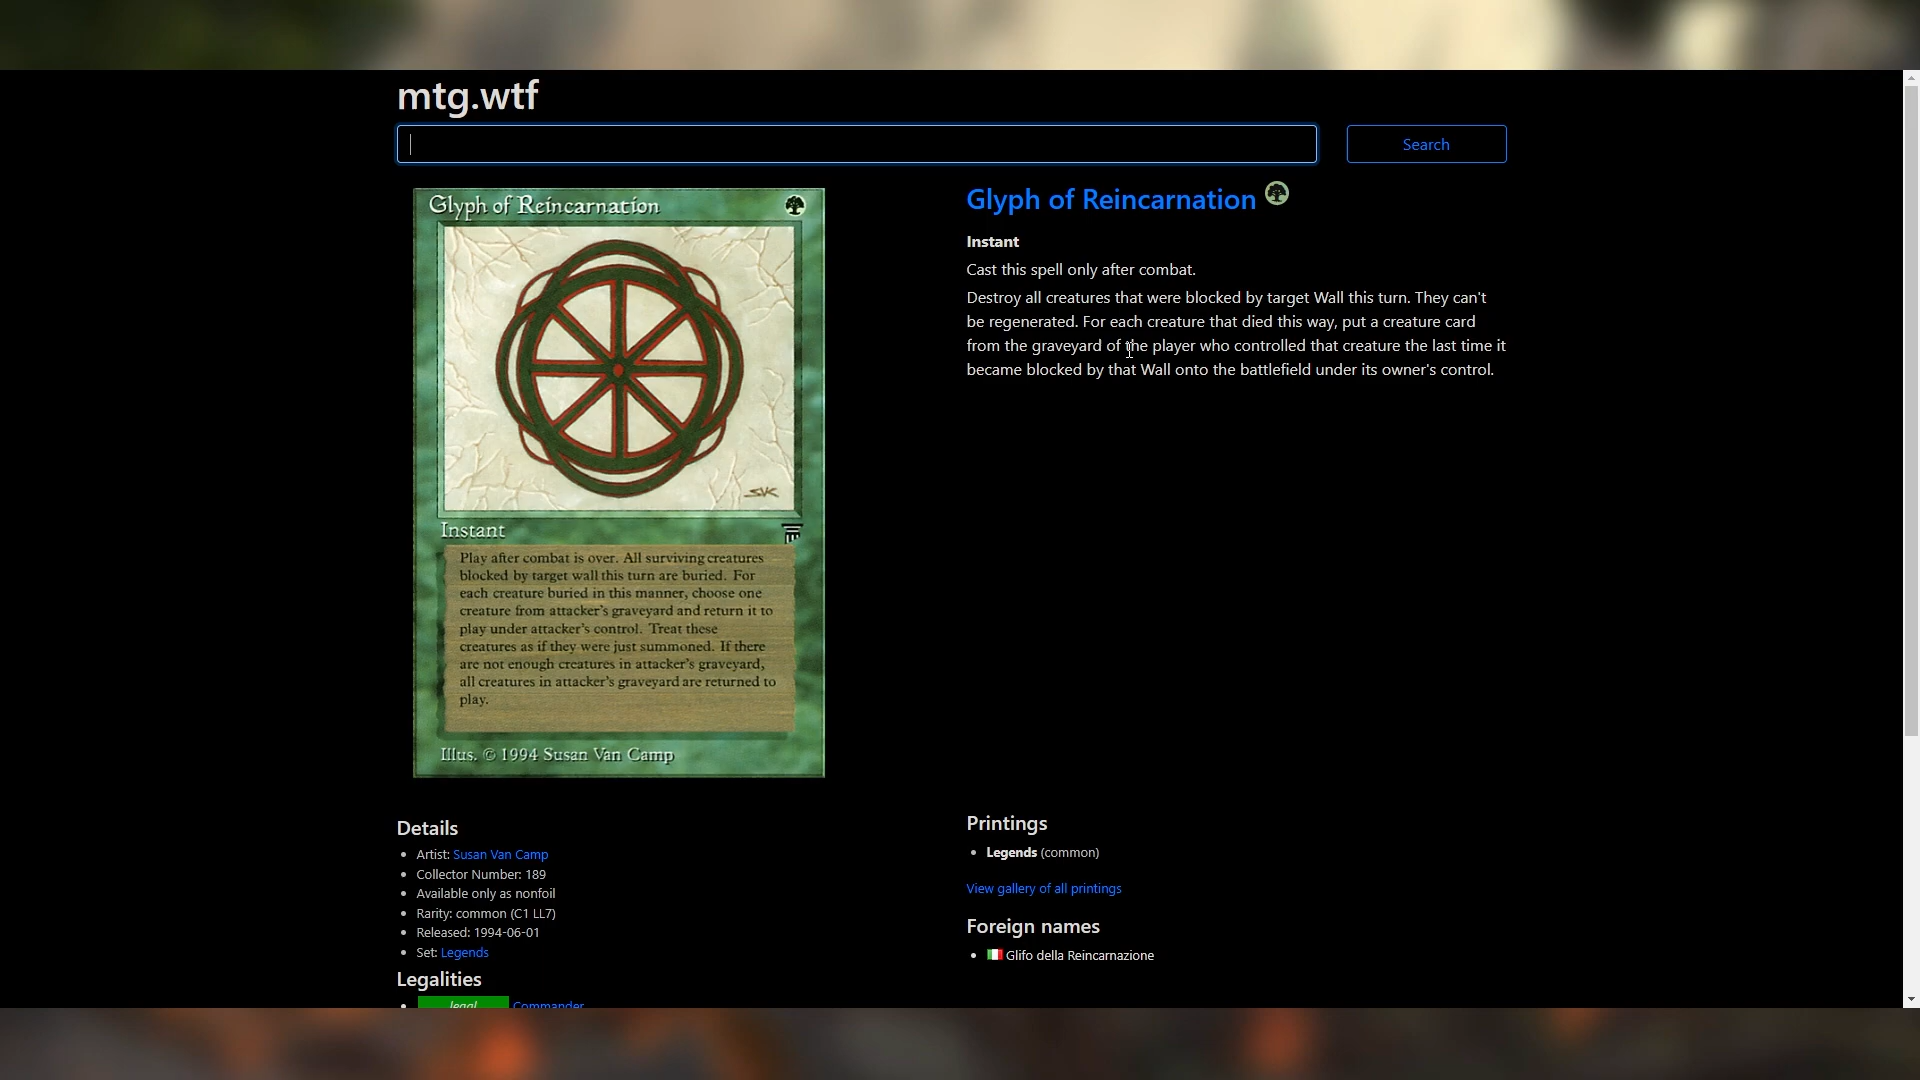 mtg.wtf
Search
Glyph of Reincarnation
Instant
Play after combat is over. All surviving creatures
blocked by target wall this turn are buried. For
each creature buried in this manner, choose one
creature from attacker's graveyard and return it to
play under attacker's control. Treat these
creatures as if they were just summoned. If there
are not enough creatures in attacker's graveyard,
all creatures in attacker's graveyard are returned to
play.
Illus. © 1994 Susan Van Camp
SVC
Glyph of Reincarnation
Instant
Cast this spell only after combat.
Destroy all creatures that were blocked by target Wall this turn. They can't
be regenerated. For each creature that died this way, put a creature card
from the graveyard of the player who controlled that creature the last time it
became blocked by that Wall onto the battlefield under its owner's control.
Details
Artist: Susan Van Camp
Collector Number: 189
Available only as nonfoil
Rarity: common (C1 LL7)
Released: 1994-06-01
Set: Legends
Legalities
legal Commander
Printings
Legends (common)
View gallery of all printings
Foreign names
Glifo della Reincarnazione